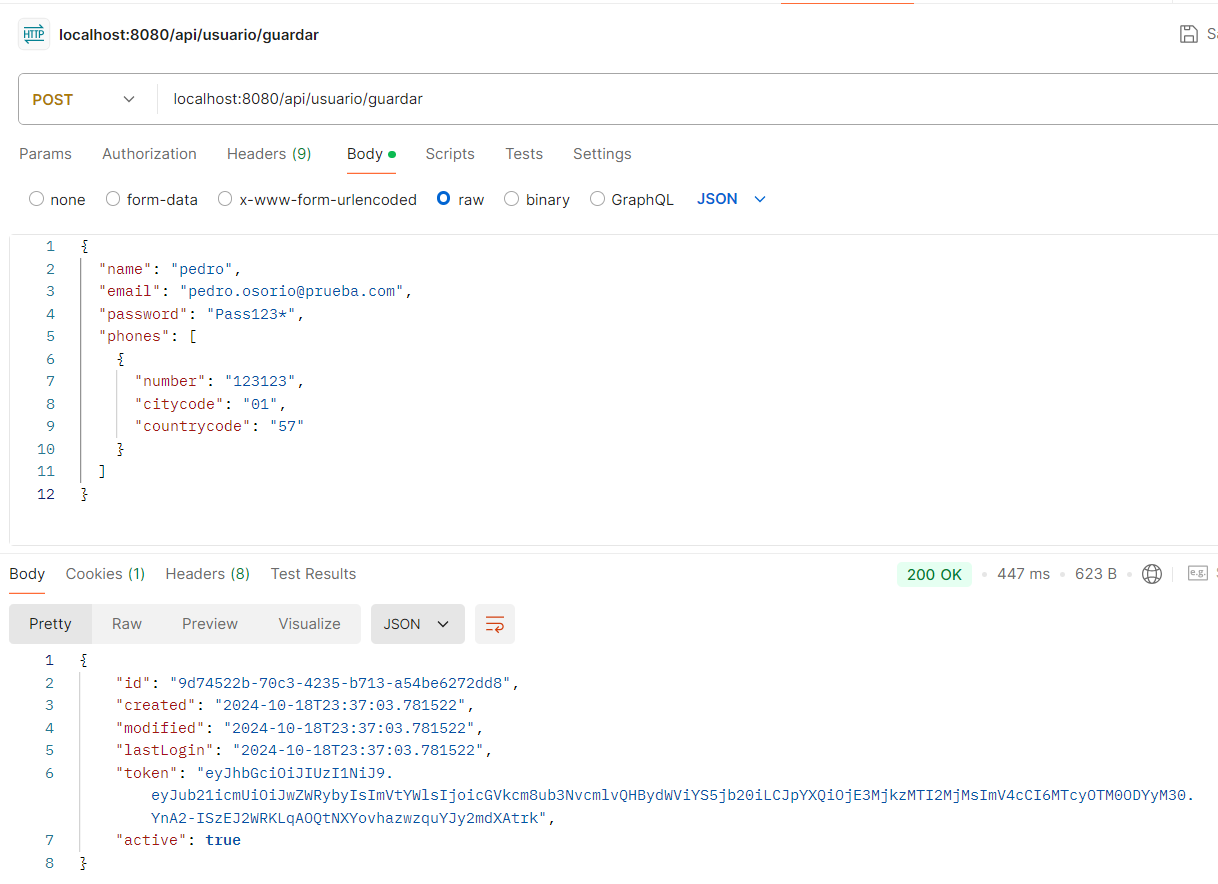 HTTP localhost:8080/api/usuario/guardar
POST localhost:8080/api/usuario/guardar
Params Authorization Headers (9) Body Scripts Tests Settings
none form-data x-www-form-urlencoded raw binary GraphQL JSON
1 {
2 "name": "pedro",
3 "email": "pedro.osorio@prueba.com",
4 "password": "Pass123*",
5 "phones": [
6 {
7 "number": "123123",
8 "citycode": "01",
9 "countrycode": "57"
10 }
11 ]
12 }
Body Cookies (1) Headers (8) Test Results 200 OK 447 ms 623 B e.g.
Pretty Raw Preview Visualize JSON
1 {
2 "id": "9d74522b-70c3-4235-b713-a54be6272dd8",
3 "created": "2024-10-18T23:37:03.781522",
4 "modified": "2024-10-18T23:37:03.781522",
5 "lastLogin": "2024-10-18T23:37:03.781522",
6 "token": "eyJhbGciOiJIUzI1NiJ9.
eyJub21icmUiOiJwZWRybyIsImVtYWlsIjoicGVkcm8ub3NvcmlvQHBydWViYS5jb20iLCJpYXQiOjE3MjkzMTI2MjMsImV4cCI6MTcyOTM0ODYyM30.
YnA2-ISzEJ2WRKLqAOQtNXYovhazwzquYJy2mdXAtrk",
7 "active": true
8 }